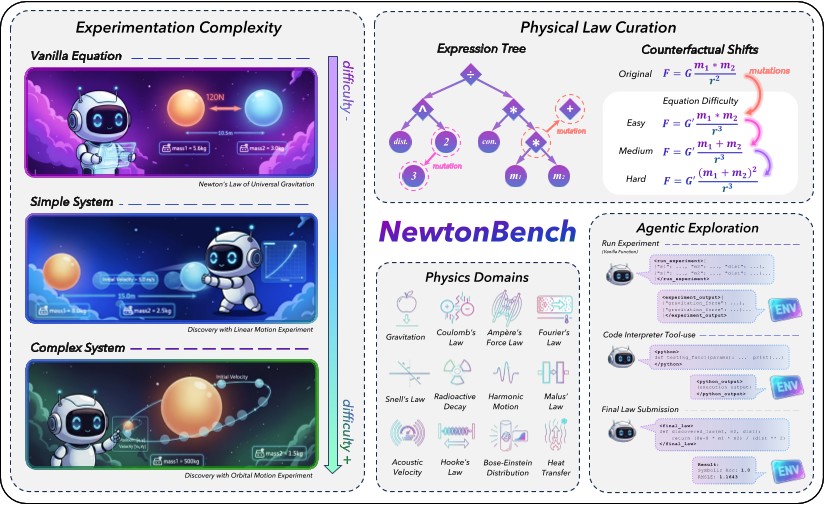 Experimentation Complexity
Vanilla Equation
120N
10.5m
mass1 = 5.6kg
mass2 = 3.0kg
Newton's Law of Universal Gravitation
Simple System
Initial Velocity = 5.0 m/s
15.0m
mass2 = 2.5kg
Discovery with Linear Motion Experiment
Complex System
Initial Velocity
mass1 = 500kg
mass2 = 1.5kg
Discovery with Orbital Motion Experiment
difficulty -
difficulty +
Physical Law Curation
Expression Tree
÷
^
*
+
mutation
dist.
2
con.
*
mutation
3
m₁
m₂
Counterfactual Shifts
Original F = G m₁ * m₂ / r²
mutations
Equation Difficulty
Easy F = G' m₁ * m₂ / r³
Medium F = G' m₁ + m₂ / r³
Hard F = G' (m₁ + m₂)² / r³
NewtonBench
Physics Domains
Gravitation
Coulomb's Law
Ampère's Force Law
Fourier's Law
Snell's Law
Radioactive Decay
Harmonic Motion
Malus' Law
Acoustic Velocity
Hooke's Law
Bose-Einstein Distribution
Heat Transfer
Agentic Exploration
Run Experiment
(Vanilla Function)
<run_experiment>
</run_experiment>
<experiment_output>
</experiment_output>
ENV
Code Interpreter Tool-use
<python>
</python>
<python_output>
</python_output>
ENV
Final Law Submission
<final_law>
</final_law>
Result:
ENV